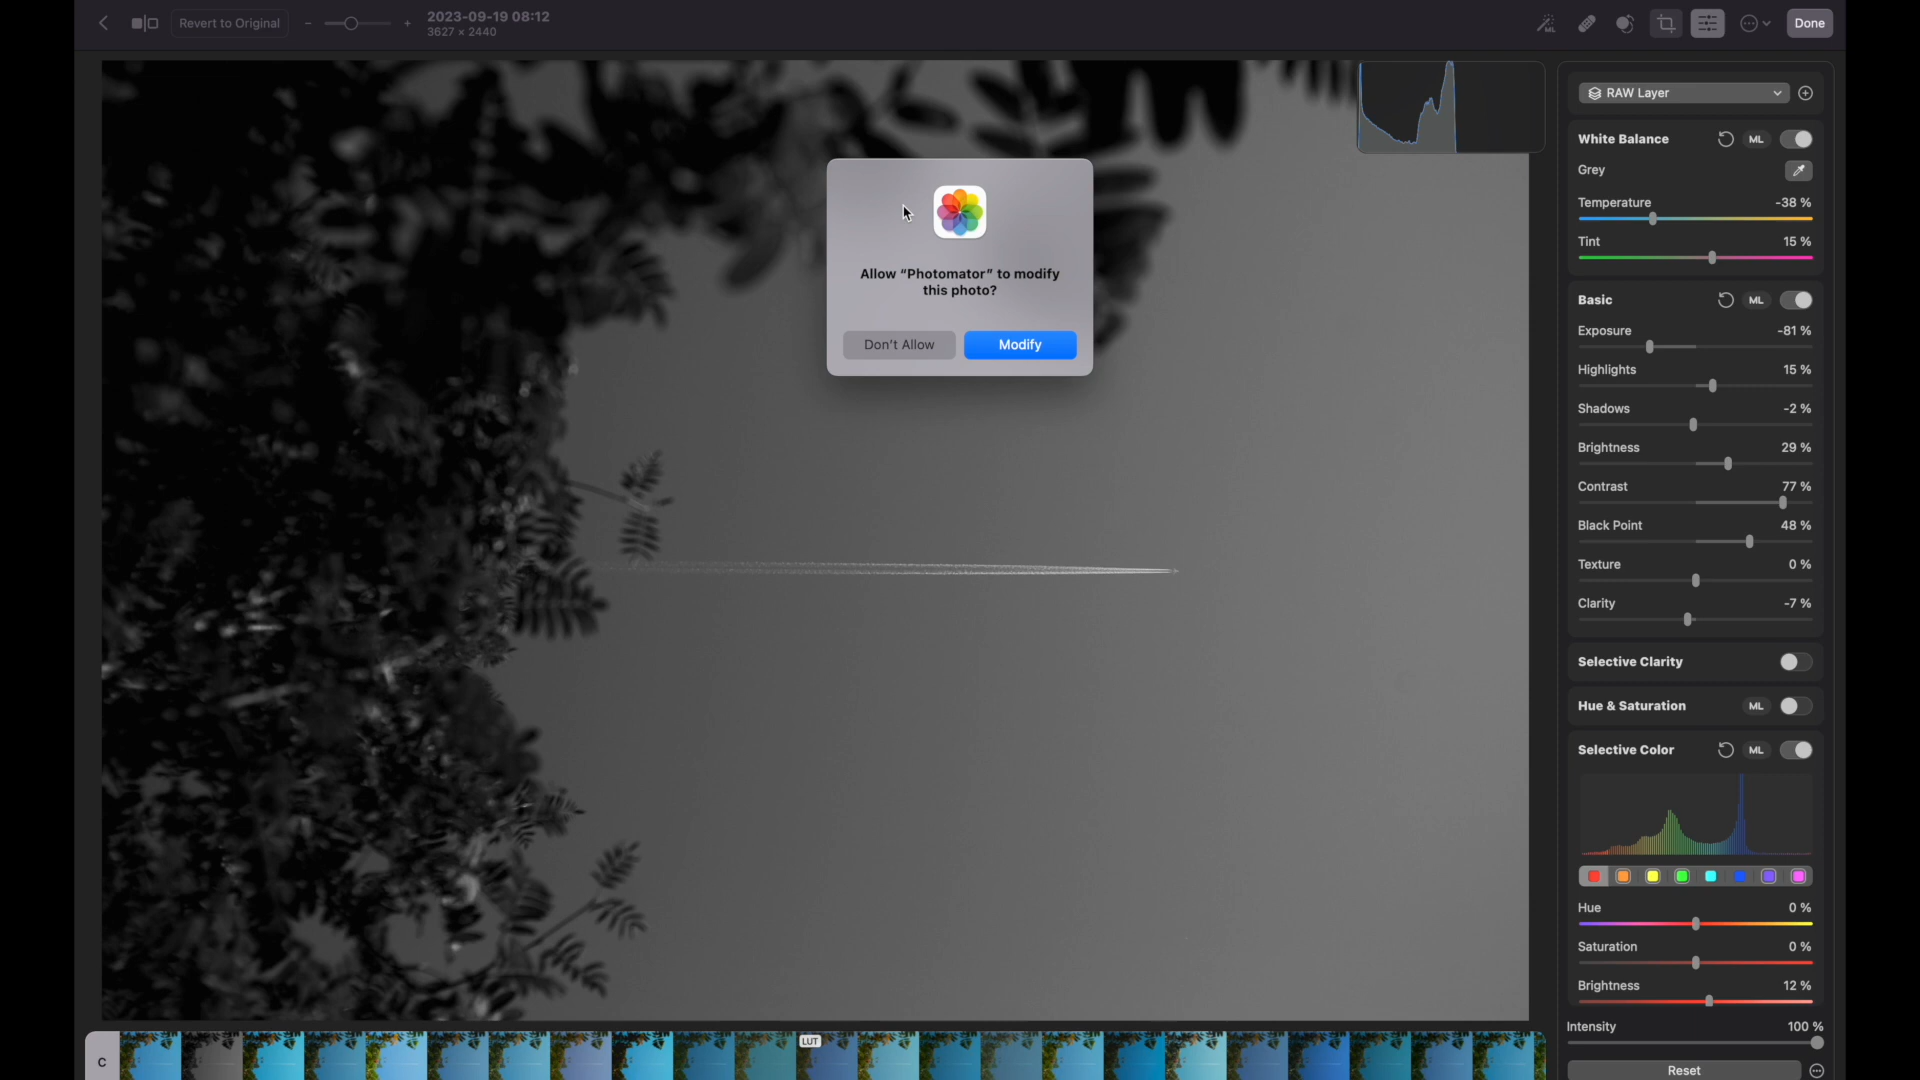 Revert to Original
2023-09-19 08:12
3627 × 2440
ML
Done
Allow “Photomator” to modify
this photo?
Don't Allow
Modify
RAW Layer
White Balance
ML
Grey
Temperature
-38 %
Tint
15 %
Basic
ML
Exposure
-81 %
Highlights
15 %
Shadows
-2 %
Brightness
29 %
Contrast
77 %
Black Point
48 %
Texture
0 %
Clarity
-7 %
Selective Clarity
Hue & Saturation
ML
Selective Color
ML
Hue
0 %
Saturation
0 %
Brightness
12 %
Intensity
100 %
Reset
C
LUT